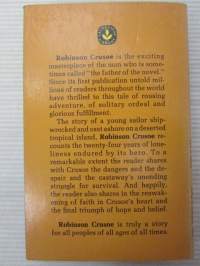 Robinson Crusoe is the exciting
masterpiece of the man who is some-
times called "the father of the novel."
Since its first publication untold mil-
lions of readers throughout the world
have thrilled to this tale of rousing
adventure, of solitary ordeal and
glorious fulfillment.
The story of a young sailor ship-
wrecked and cast ashore on a deserted
tropical island, Robinson Crusoe re-
counts the twenty-four years of lone-
liness endured by its hero. To a
remarkable extent the reader shares
with Crusoe the dangers and the de-
spair and the castaway's unending
struggle for survival. And happily,
the reader also shares in the reawak-
ening of faith in Crusoe's heart and
the final triumph of hope and belief.
Robinson Crusoe is truly a story
for all peoples of all ages of all times.